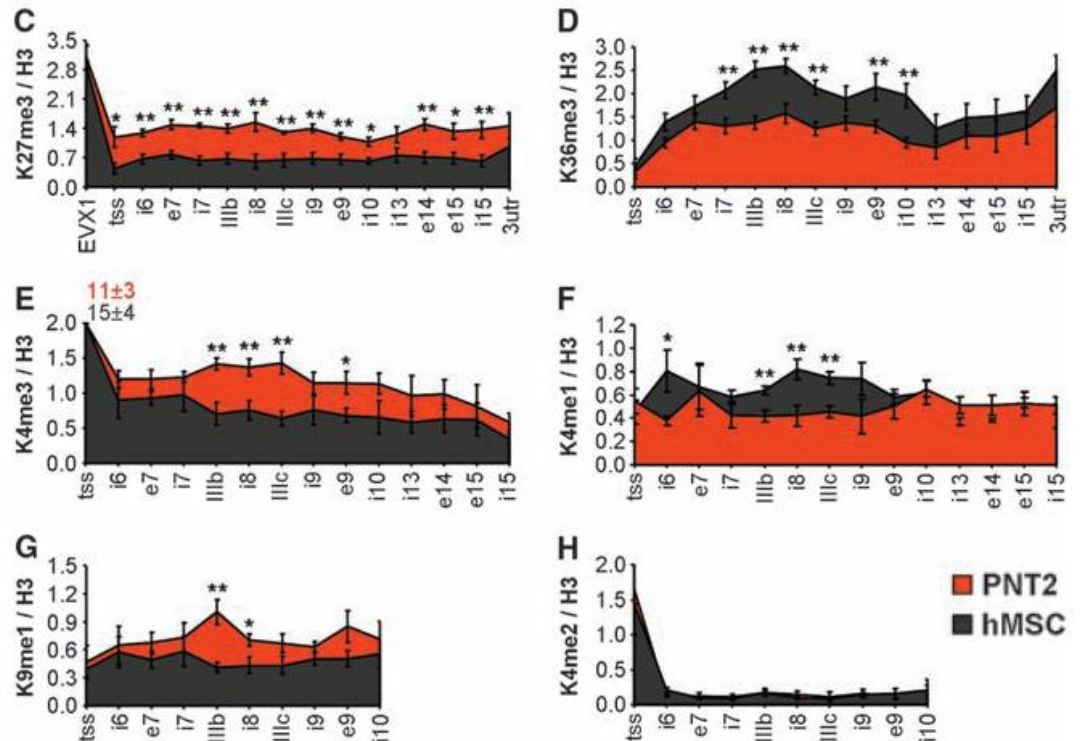 C
K27me3 / H3
3.5
2.8
2.1
1.4
0.7
0.0
* ** ** ** ** ** ** ** ** * ** * **
EVX1 tss i6 e7 i7 IIIb i8 IIIc i9 e9 i10 i13 e14 e15 i15 3utr
D
K36me3 / H3
3.0
2.5
2.0
1.5
1.0
0.5
0.0
** ** ** ** ** **
tss i6 e7 i7 IIIb i8 IIIc i9 e9 i10 i13 e14 e15 i15 3utr
E
11±3
15±4
K4me3 / H3
2.0
1.5
1.0
0.5
0.0
** ** ** *
tss i6 e7 i7 IIIb i8 IIIc i9 e9 i10 i13 e14 e15 i15
F
K4me1 / H3
1.2
1.0
0.8
0.6
0.4
0.2
0.0
* ** ** **
tss i6 e7 i7 IIIb i8 IIIc i9 e9 i10 i13 e14 e15 i15
G
K9me1 / H3
1.5
1.2
0.9
0.6
0.3
0.0
** *
tss i6 e7 i7 IIIb i8 IIIc i9 e9 i10
H
K4me2 / H3
2.0
1.5
1.0
0.5
0.0
tss i6 e7 i7 IIIb i8 IIIc i9 e9 i10
PNT2
hMSC